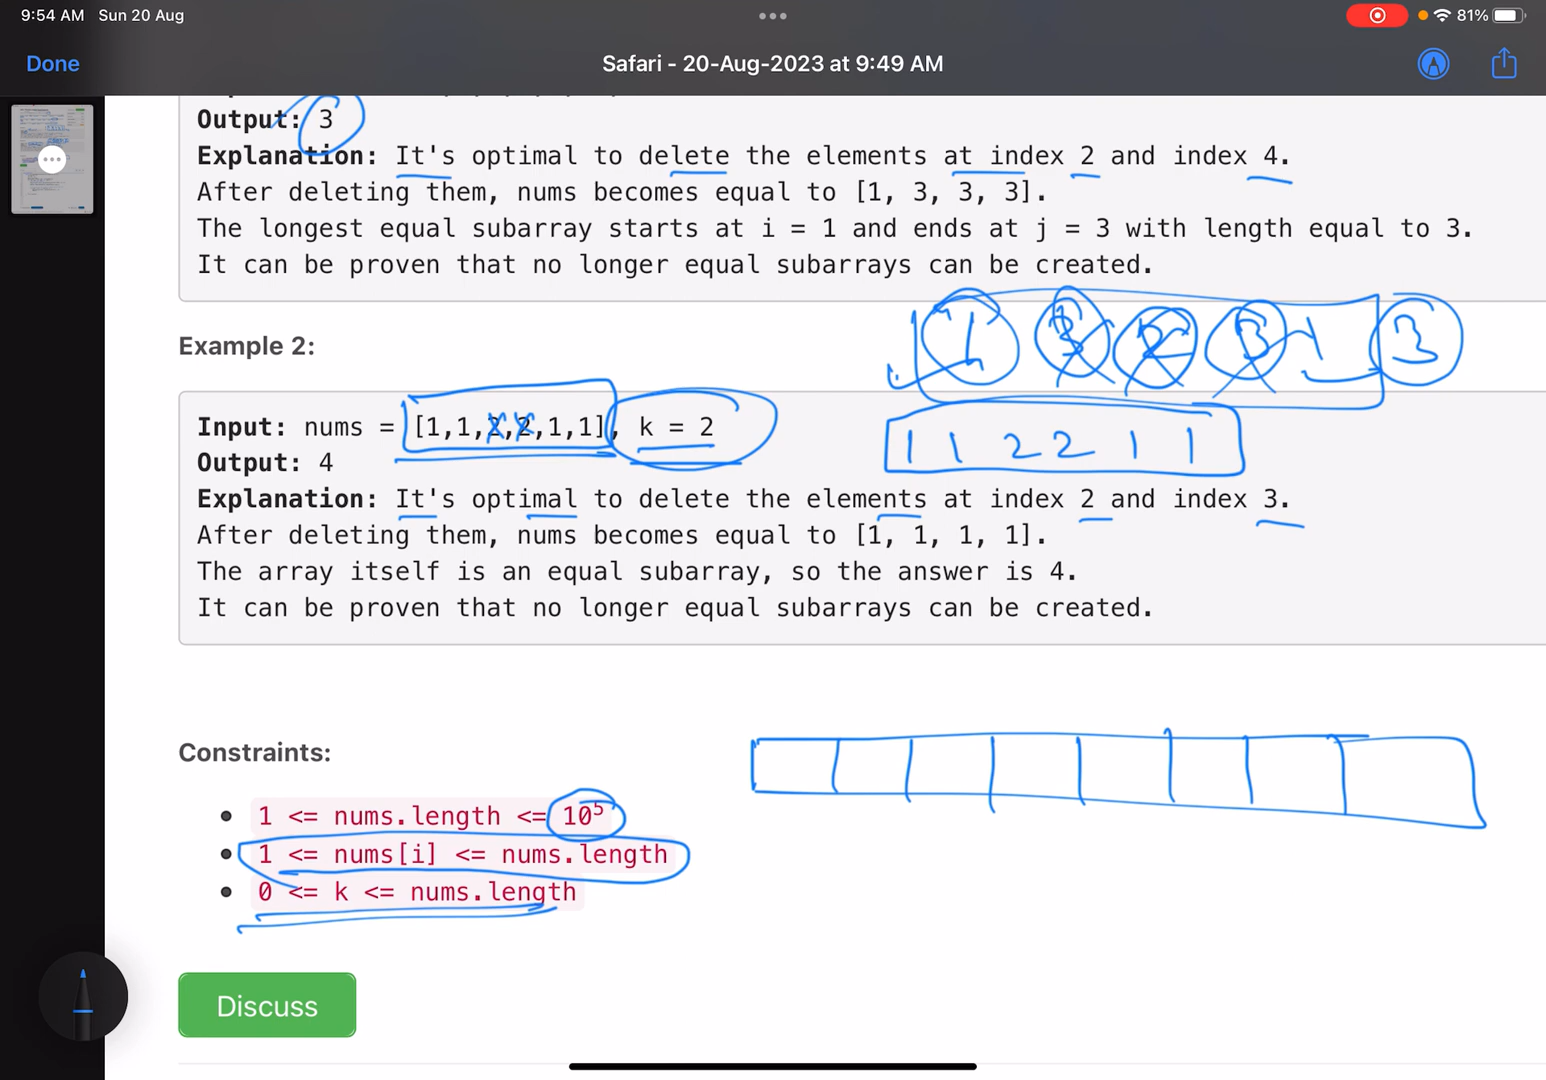 9:54 AM Sun 20 Aug
81%
Done
Safari - 20-Aug-2023 at 9:49 AM
Output: 3
Explanation: It's optimal to delete the elements at index 2 and index 4.
After deleting them, nums becomes equal to [1, 3, 3, 3].
The longest equal subarray starts at i = 1 and ends at j = 3 with length equal to 3.
It can be proven that no longer equal subarrays can be created.
1 3 2 3 1 3
Example 2:
Input: nums = [1,1,2,2,1,1], k = 2
1 1 2 2 1 1
Output: 4
Explanation: It's optimal to delete the elements at index 2 and index 3.
After deleting them, nums becomes equal to [1, 1, 1, 1].
The array itself is an equal subarray, so the answer is 4.
It can be proven that no longer equal subarrays can be created.
Constraints:
1 <= nums.length <= 10⁵
1 <= nums[i] <= nums.length
0 <= k <= nums.length
Discuss